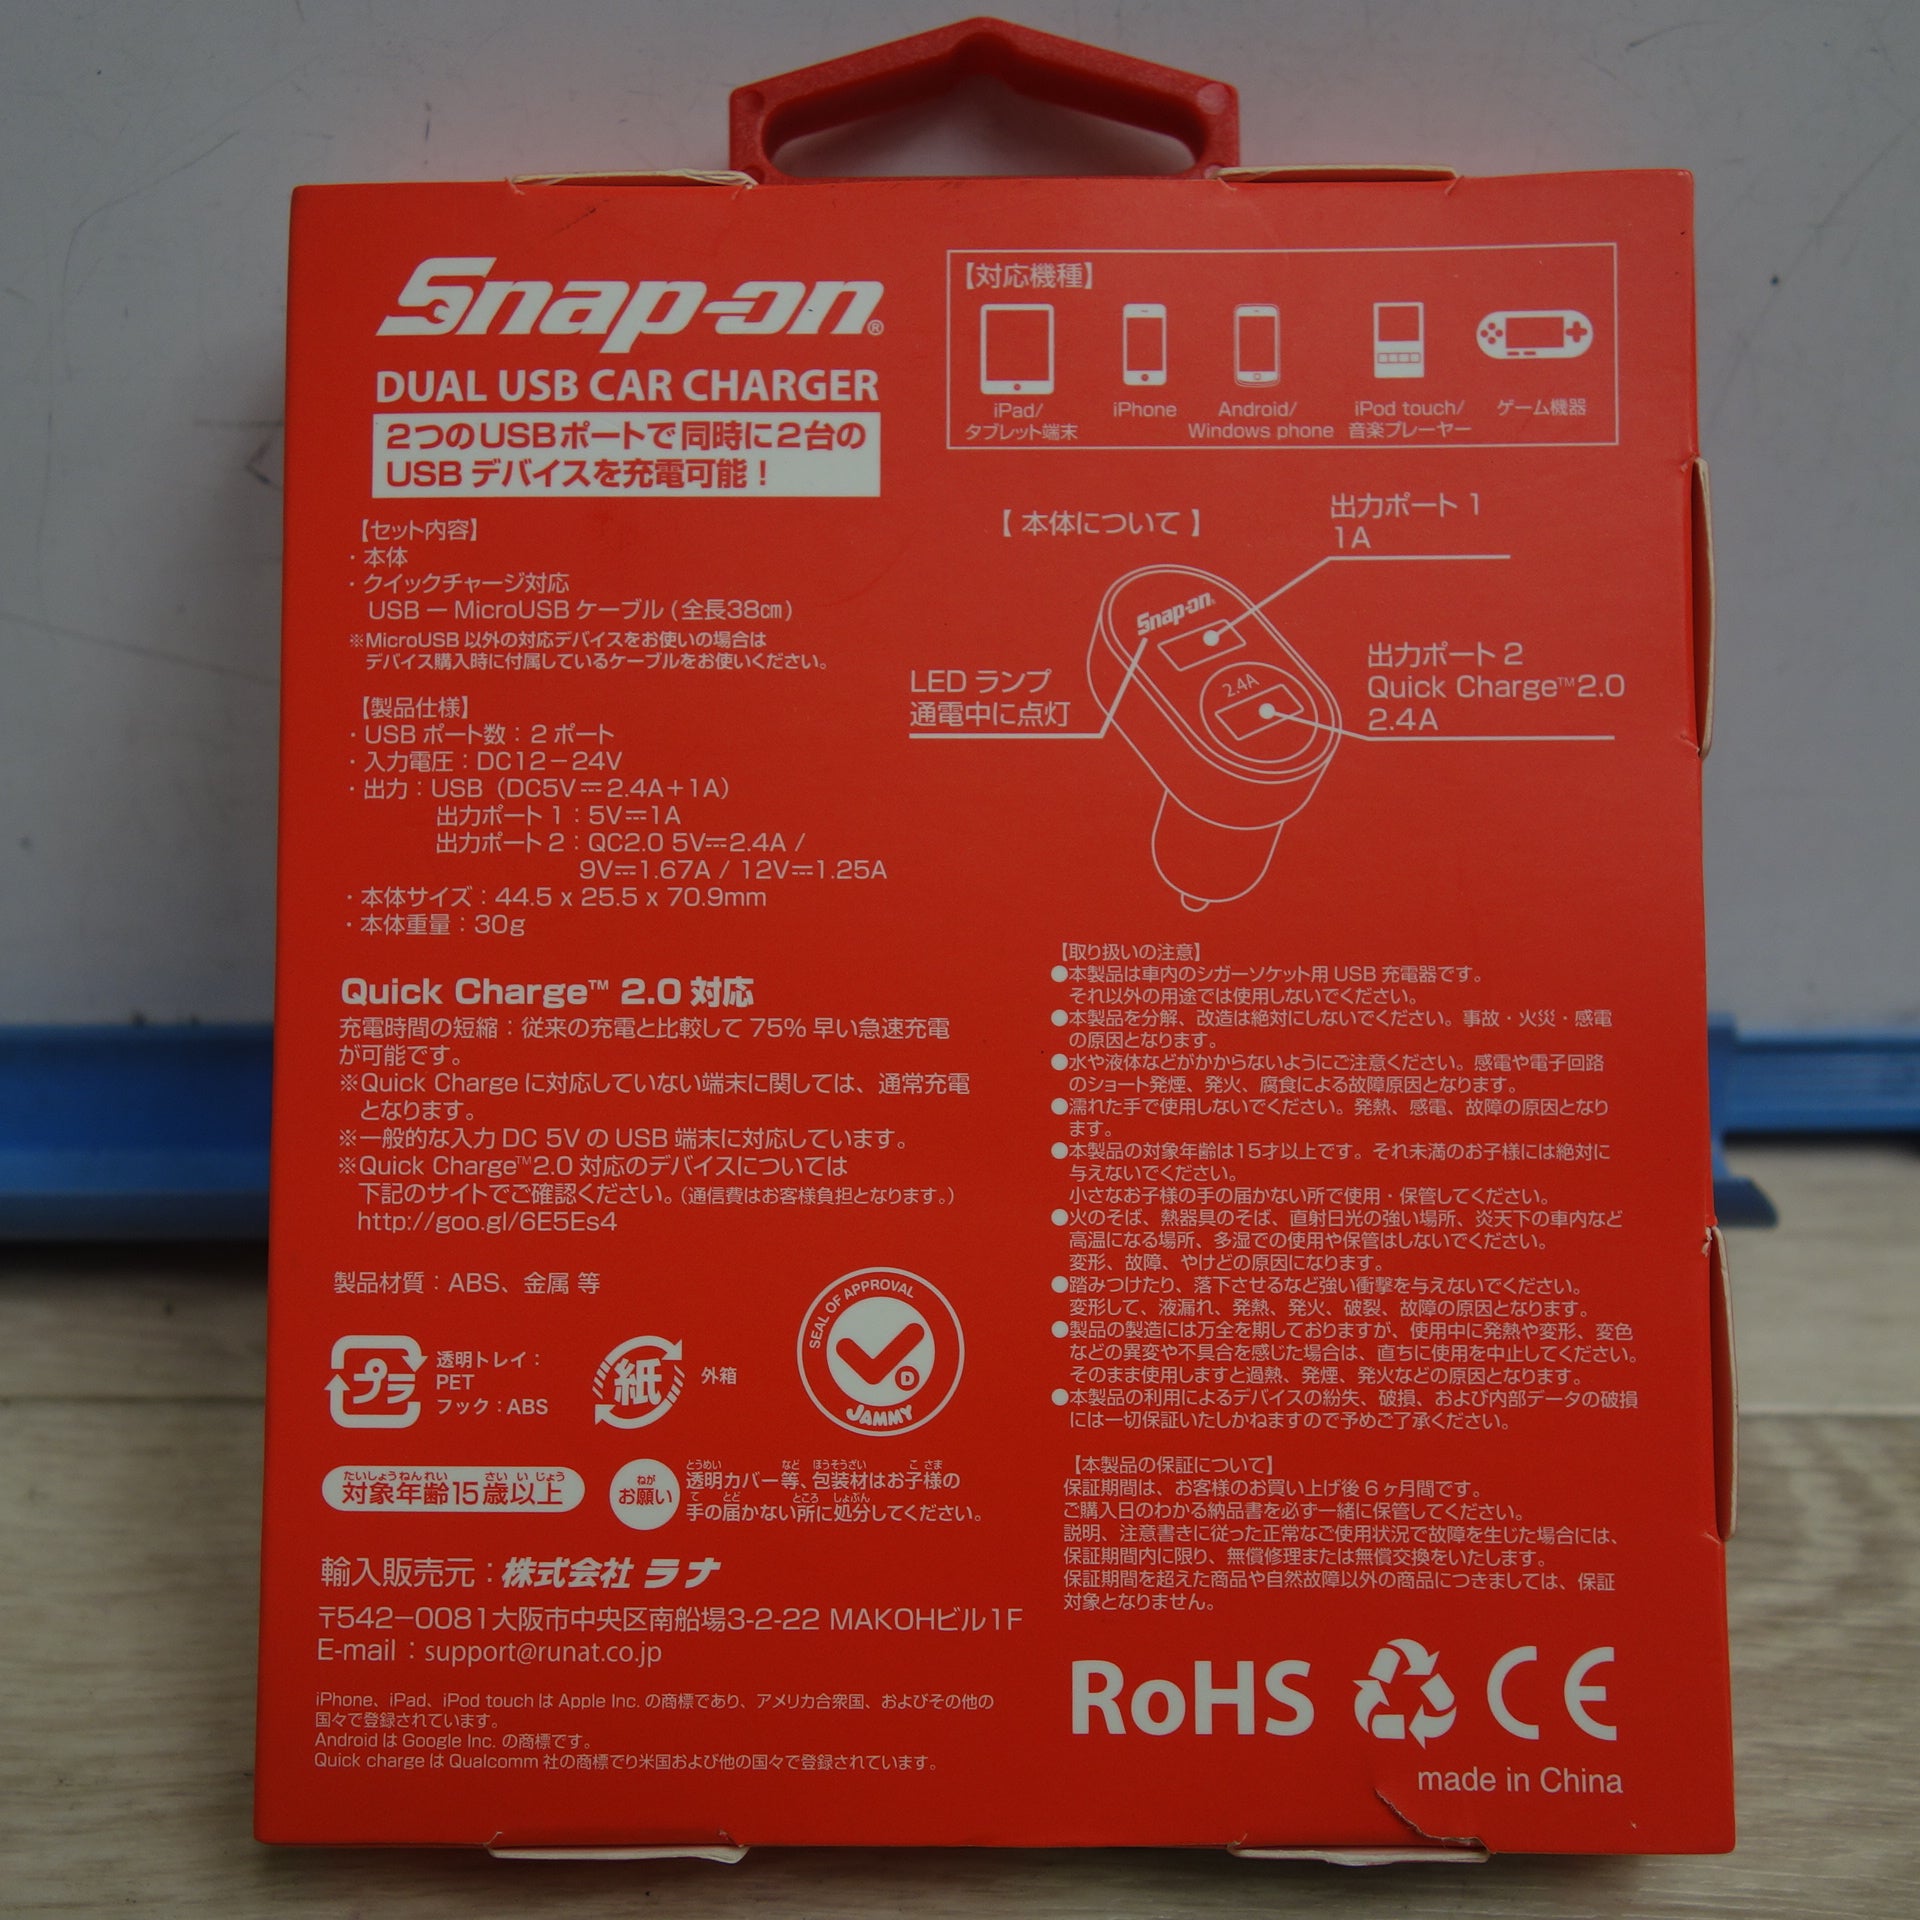 Snap-on®
DUAL USB CAR CHARGER
2つのUSBポートで同時に2台の
USB デバイスを充電可能！
【セット内容】
・本体
・クイックチャージ対応
USB ー MicroUSB ケーブル (全長38㎝)
※MicroUSB 以外の対応デバイスをお使いの場合は
デバイス購入時に付属しているケーブルをお使いください。
【製品仕様】
・USB ポート数：2 ポート
・入力電圧：DC12−24V
・出力：USB（DC5V⎓2.4A＋1A）
出力ポート 1：5V⎓1A
出力ポート 2：QC2.0 5V⎓2.4A /
9V⎓1.67A / 12V⎓1.25A
・本体サイズ：44.5 x 25.5 x 70.9mm
・本体重量：30g
Quick Charge™ 2.0 対応
充電時間の短縮：従来の充電と比較して 75% 早い急速充電
が可能です。
※Quick Charge に対応していない端末に関しては、通常充電
となります。
※一般的な入力 DC 5V の USB 端末に対応しています。
※Quick Charge™2.0 対応のデバイスについては
下記のサイトでご確認ください。（通信費はお客様負担となります。）
http://goo.gl/6E5Es4
製品材質：ABS、金属 等
プラ
透明トレイ：
PET
フック：ABS
紙
外箱
SEAL OF APPROVAL
D
JAMMY
たいしょうねんれい さい い じょう
対象年齢15歳以上
ねが
お願い
とうめい など ほうそうざい こ さま
透明カバー等、包装材はお子様の
て とど ところ しょぶん
手の届かない所に処分してください。
輸入販売元：株式会社 ラナ
〒542−0081大阪市中央区南船場3-2-22 MAKOHビル1F
E-mail：support@runat.co.jp
iPhone、iPad、iPod touch は Apple Inc. の商標であり、アメリカ合衆国、およびその他の
国々で登録されています。
Android は Google Inc. の商標です。
Quick charge は Qualcomm 社の商標でり米国および他の国々で登録されています。
【対応機種】
iPad/
タブレット端末
iPhone
Android/
Windows phone
iPod touch/
音楽プレーヤー
ゲーム機器
【 本体について 】
出力ポート 1
1A
Snap-on
2.4A
LED ランプ
通電中に点灯
出力ポート 2
Quick Charge™2.0
2.4A
【取り扱いの注意】
●本製品は車内のシガーソケット用 USB 充電器です。
それ以外の用途では使用しないでください。
●本製品を分解、改造は絶対にしないでください。事故・火災・感電
の原因となります。
●水や液体などがかからないようにご注意ください。感電や電子回路
のショート発煙、発火、腐食による故障原因となります。
●濡れた手で使用しないでください。発熱、感電、故障の原因となり
ます。
●本製品の対象年齢は15才以上です。それ未満のお子様には絶対に
与えないでください。
小さなお子様の手の届かない所で使用・保管してください。
●火のそば、熱器具のそば、直射日光の強い場所、炎天下の車内など
高温になる場所、多湿での使用や保管はしないでください。
変形、故障、やけどの原因になります。
●踏みつけたり、落下させるなど強い衝撃を与えないでください。
変形して、液漏れ、発熱、発火、破裂、故障の原因となります。
●製品の製造には万全を期しておりますが、使用中に発熱や変形、変色
などの異変や不具合を感じた場合は、直ちに使用を中止してください。
そのまま使用しますと過熱、発煙、発火などの原因となります。
●本製品の利用によるデバイスの紛失、破損、および内部データの破損
には一切保証いたしかねますので予めご了承ください。
【本製品の保証について】
保証期間は、お客様のお買い上げ後 6 ヶ月間です。
ご購入日のわかる納品書を必ず一緒に保管してください。
説明、注意書きに従った正常なご使用状況で故障を生じた場合には、
保証期間内に限り、無償修理または無償交換をいたします。
保証期間を超えた商品や自然故障以外の商品につきましては、保証
対象となりません。
RoHS CE
made in China